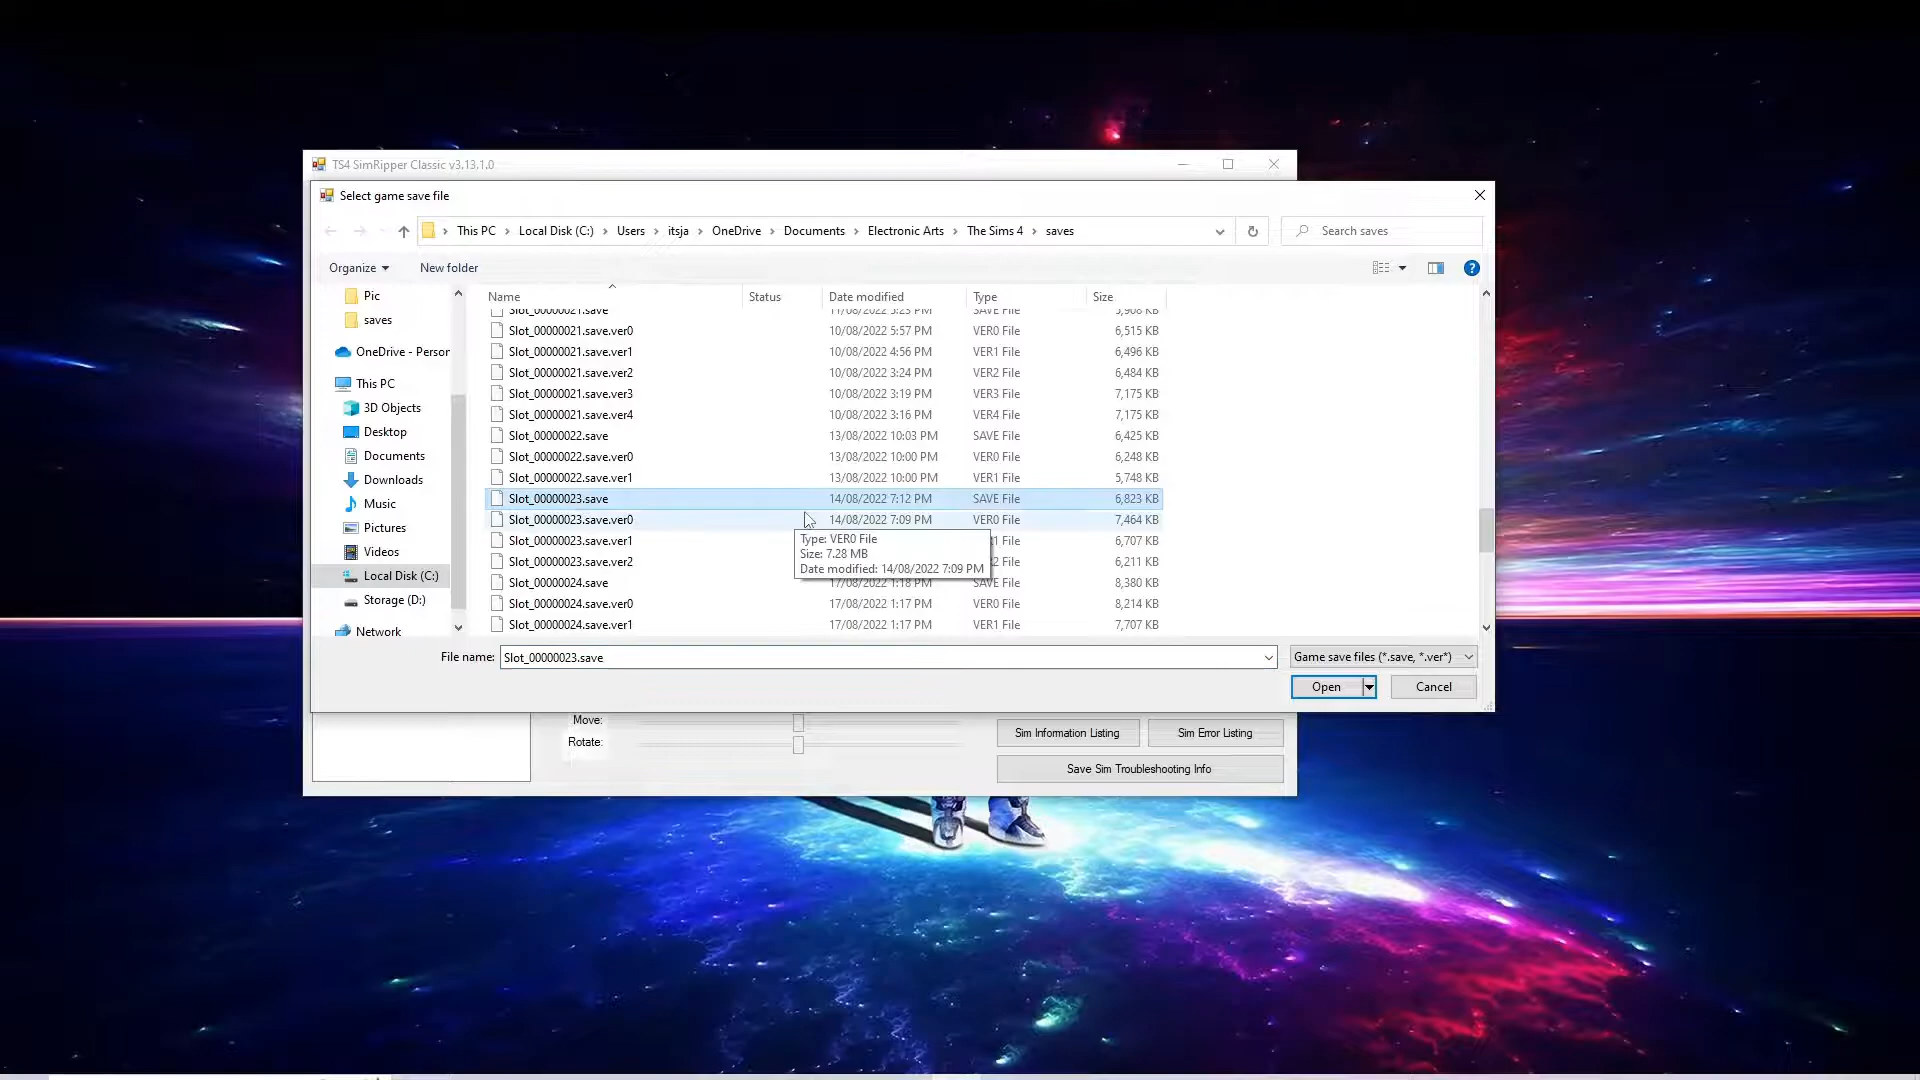 TS4 SimRipper Classic v3.13.1.0
Select game save file
This PC > Local Disk (C:) > Users > itsja > OneDrive > Documents > Electronic Arts > The Sims 4 > saves
Search saves
Organize
New folder
Pic
saves
OneDrive - Person
This PC
3D Objects
Desktop
Documents
Downloads
Music
Pictures
Videos
Local Disk (C:)
Storage (D:)
Network
Name Status Date modified Type Size
Slot_00000021.save 11/08/2022 5:23 PM SAVE File 5,908 KB
Slot_00000021.save.ver0 10/08/2022 5:57 PM VER0 File 6,515 KB
Slot_00000021.save.ver1 10/08/2022 4:56 PM VER1 File 6,496 KB
Slot_00000021.save.ver2 10/08/2022 3:24 PM VER2 File 6,484 KB
Slot_00000021.save.ver3 10/08/2022 3:19 PM VER3 File 7,175 KB
Slot_00000021.save.ver4 10/08/2022 3:16 PM VER4 File 7,175 KB
Slot_00000022.save 13/08/2022 10:03 PM SAVE File 6,425 KB
Slot_00000022.save.ver0 13/08/2022 10:00 PM VER0 File 6,248 KB
Slot_00000022.save.ver1 13/08/2022 10:00 PM VER1 File 5,748 KB
Slot_00000023.save 14/08/2022 7:12 PM SAVE File 6,823 KB
Slot_00000023.save.ver0 14/08/2022 7:09 PM VER0 File 7,464 KB
Slot_00000023.save.ver1 R1 File 6,707 KB
Slot_00000023.save.ver2 R2 File 6,211 KB
Slot_00000024.save 17/08/2022 1:18 PM SAVE File 8,380 KB
Slot_00000024.save.ver0 17/08/2022 1:17 PM VER0 File 8,214 KB
Slot_00000024.save.ver1 17/08/2022 1:17 PM VER1 File 7,707 KB
Type: VER0 File
Size: 7.28 MB
Date modified: 14/08/2022 7:09 PM
File name: Slot_00000023.save
Game save files (*.save, *.ver*)
Open
Cancel
Move:
Rotate:
Sim Information Listing
Sim Error Listing
Save Sim Troubleshooting Info